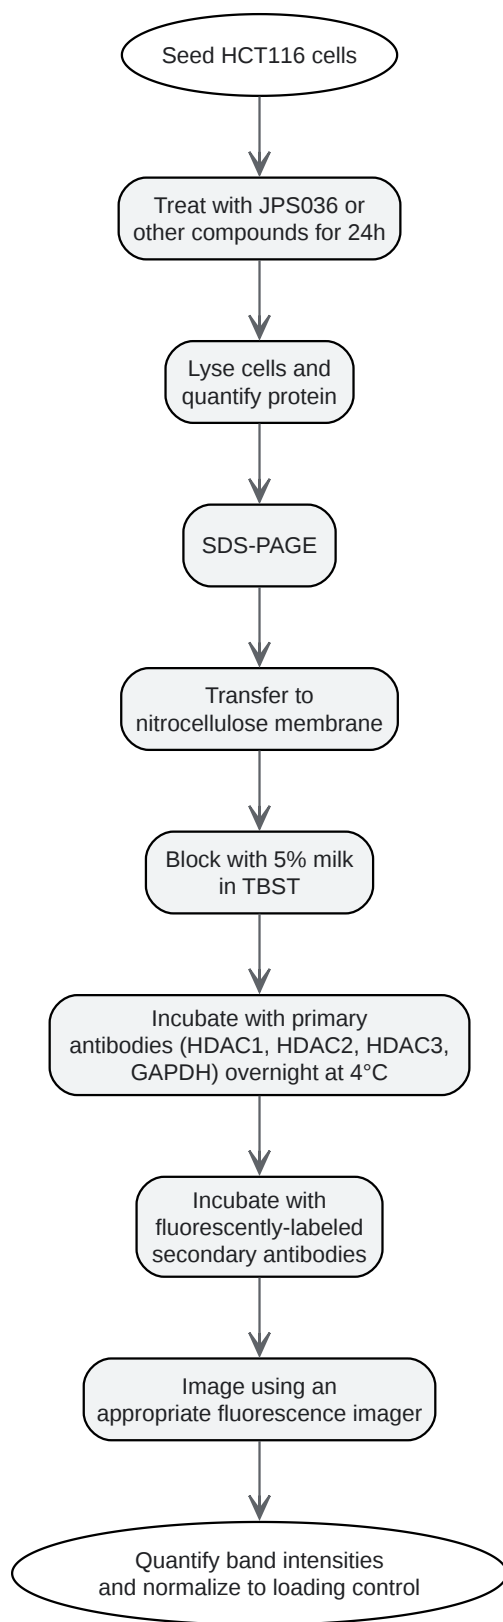 Seed HCT116 cells
Treat with JPS036 or
other compounds for 24h
Lyse cells and
quantify protein
SDS-PAGE
Transfer to
nitrocellulose membrane
Block with 5% milk
in TBST
Incubate with primary
antibodies (HDAC1, HDAC2, HDAC3,
GAPDH) overnight at 4°C
Incubate with
fluorescently-labeled
secondary antibodies
Image using an
appropriate fluorescence imager
Quantify band intensities
and normalize to loading control